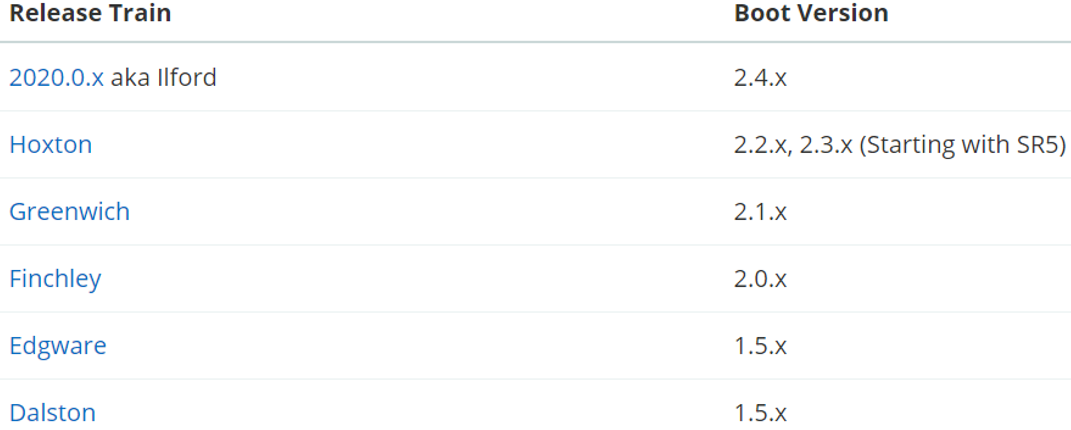 Release Train Boot Version
2020.0.x aka Ilford 2.4.x
Hoxton 2.2.x, 2.3.x (Starting with SR5)
Greenwich 2.1.x
Finchley 2.0.x
Edgware 1.5.x
Dalston 1.5.x